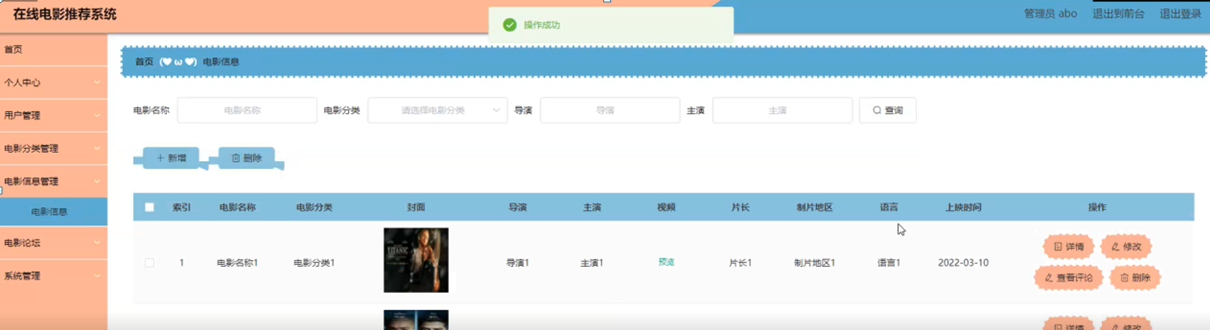 在线电影推荐系统
操作成功
管理员 abo 退出到前台 退出登录
首页
个人中心
用户管理
电影分类管理
电影信息管理
电影信息
电影论坛
系统管理
首页 (♥ω♥) 电影信息
电影名称 电影名称 电影分类 请选择电影分类 导演 导演 主演 主演 查询
新增 删除
索引 电影名称 电影分类 封面 导演 主演 视频 片长 制片地区 语言 上映时间 操作
1 电影名称1 电影分类1 TITANIC 导演1 主演1 预览 片长1 制片地区1 语言1 2022-03-10
详情 修改
查看评论 删除
详情 修改